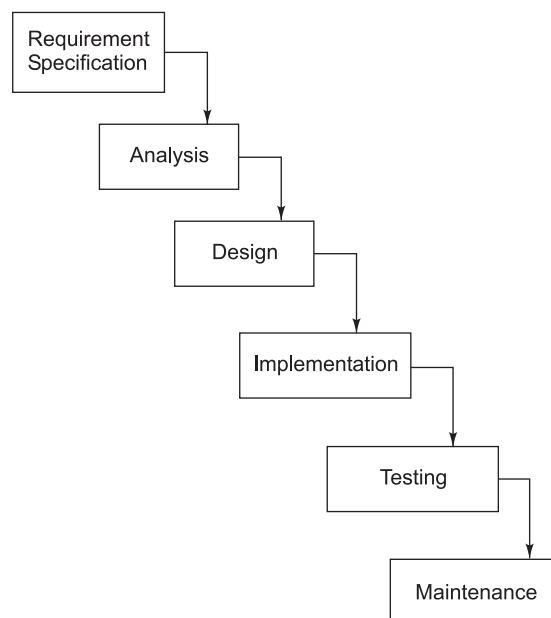 Requirement
Specification
Analysis
Design
Implementation
Testing
Maintenance